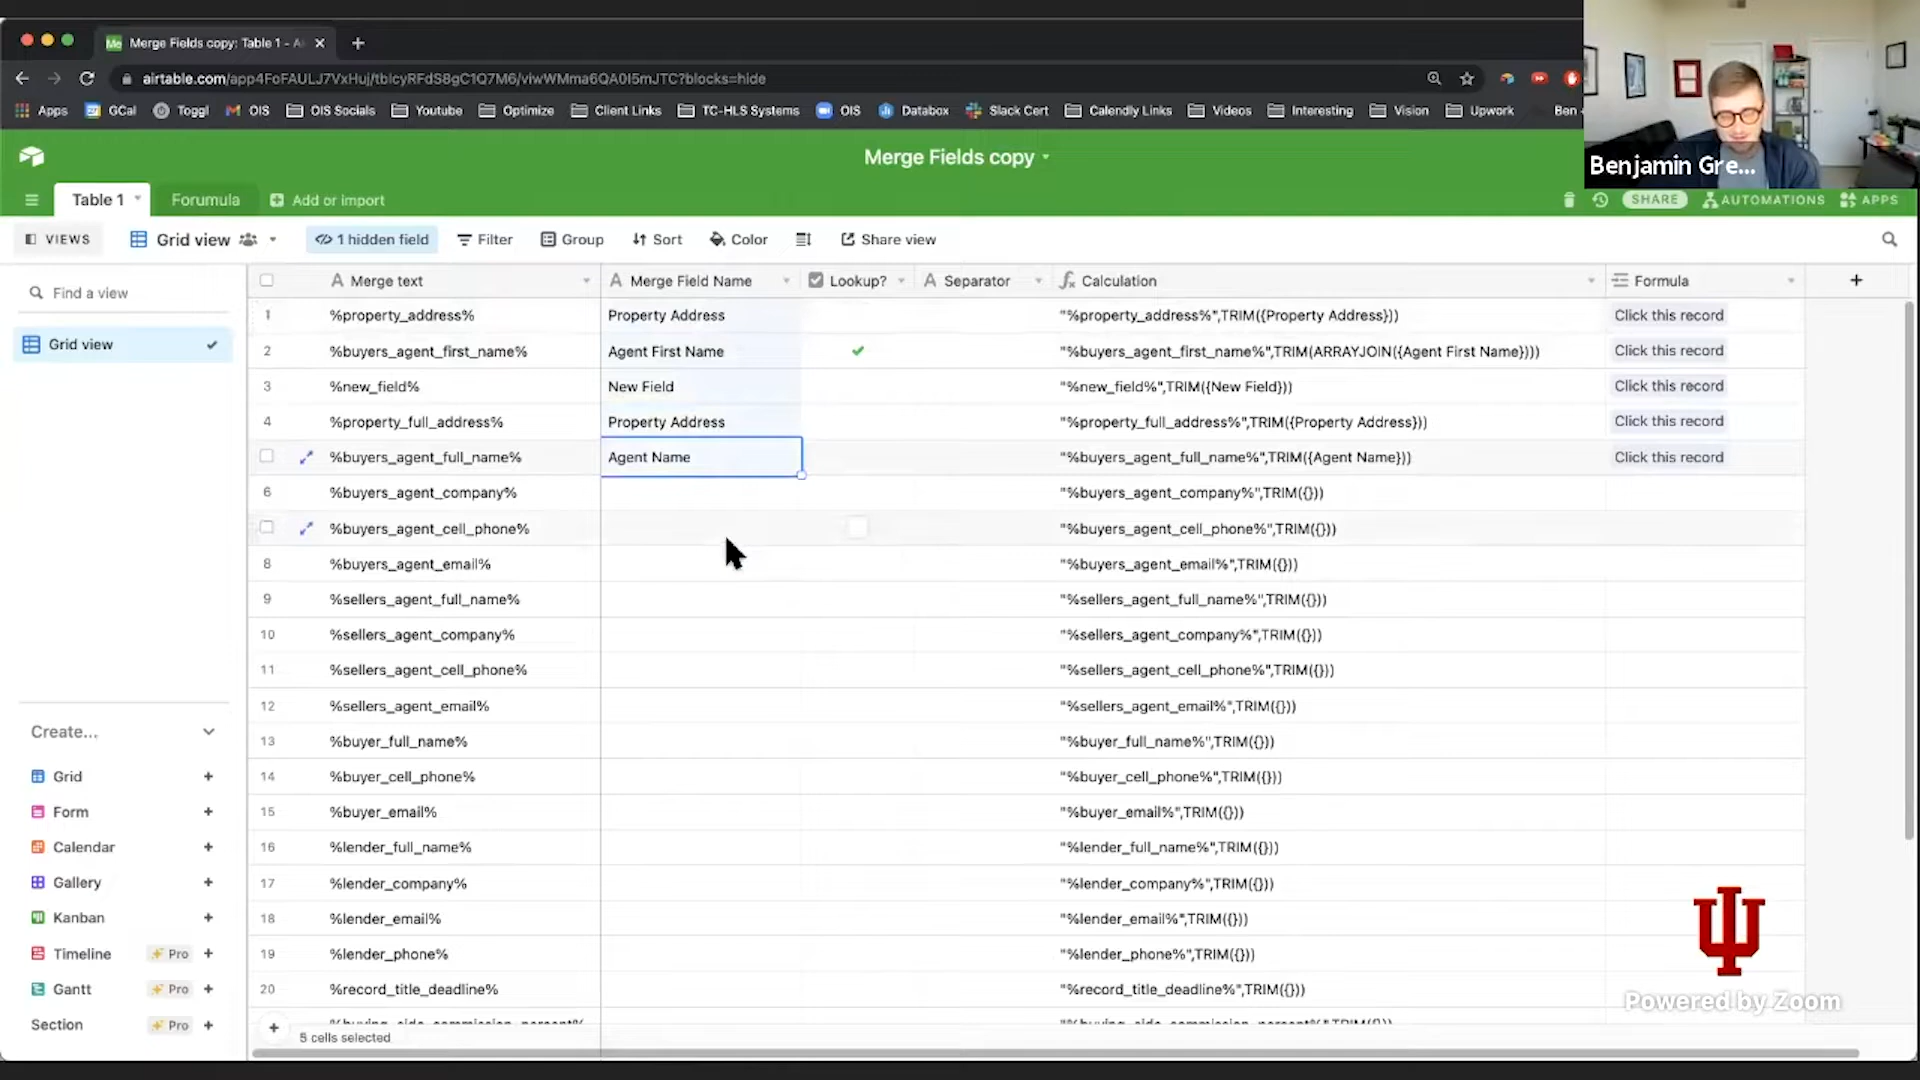 Me Merge Fields copy: Table 1 - A
airtable.com/app4FoFAULJ7VxHuj/tblcyRFdS8gC1Q7M6/viwWMma6QA0I5mJTC?blocks=hide
Apps GCal Toggl OIS OIS Socials Youtube Optimize Client Links TC-HLS Systems OIS Databox Slack Cert Calendly Links Videos Interesting Vision Upwork Ben
Benjamin Gre...
Merge Fields copy
Table 1 Forumula Add or import SHARE AUTOMATIONS APPS
VIEWS Grid view 1 hidden field Filter Group Sort Color Share view
Find a view
Grid view
Create...
Grid
Form
Calendar
Gallery
Kanban
Timeline Pro
Gantt Pro
Section Pro
Merge text Merge Field Name Lookup? Separator Calculation Formula
1 %property_address% Property Address "%property_address%",TRIM({Property Address})) Click this record
2 %buyers_agent_first_name% Agent First Name "%buyers_agent_first_name%",TRIM(ARRAYJOIN({Agent First Name}))) Click this record
3 %new_field% New Field "%new_field%",TRIM({New Field})) Click this record
4 %property_full_address% Property Address "%property_full_address%",TRIM({Property Address})) Click this record
%buyers_agent_full_name% Agent Name "%buyers_agent_full_name%",TRIM({Agent Name})) Click this record
6 %buyers_agent_company% "%buyers_agent_company%",TRIM({}))
%buyers_agent_cell_phone% "%buyers_agent_cell_phone%",TRIM({}))
8 %buyers_agent_email% "%buyers_agent_email%",TRIM({}))
9 %sellers_agent_full_name% "%sellers_agent_full_name%",TRIM({}))
10 %sellers_agent_company% "%sellers_agent_company%",TRIM({}))
11 %sellers_agent_cell_phone% "%sellers_agent_cell_phone%",TRIM({}))
12 %sellers_agent_email% "%sellers_agent_email%",TRIM({}))
13 %buyer_full_name% "%buyer_full_name%",TRIM({}))
14 %buyer_cell_phone% "%buyer_cell_phone%",TRIM({}))
15 %buyer_email% "%buyer_email%",TRIM({}))
16 %lender_full_name% "%lender_full_name%",TRIM({}))
17 %lender_company% "%lender_company%",TRIM({}))
18 %lender_email% "%lender_email%",TRIM({}))
19 %lender_phone% "%lender_phone%",TRIM({}))
20 %record_title_deadline% "%record_title_deadline%",TRIM({}))
5 cells selected
Powered by Zoom